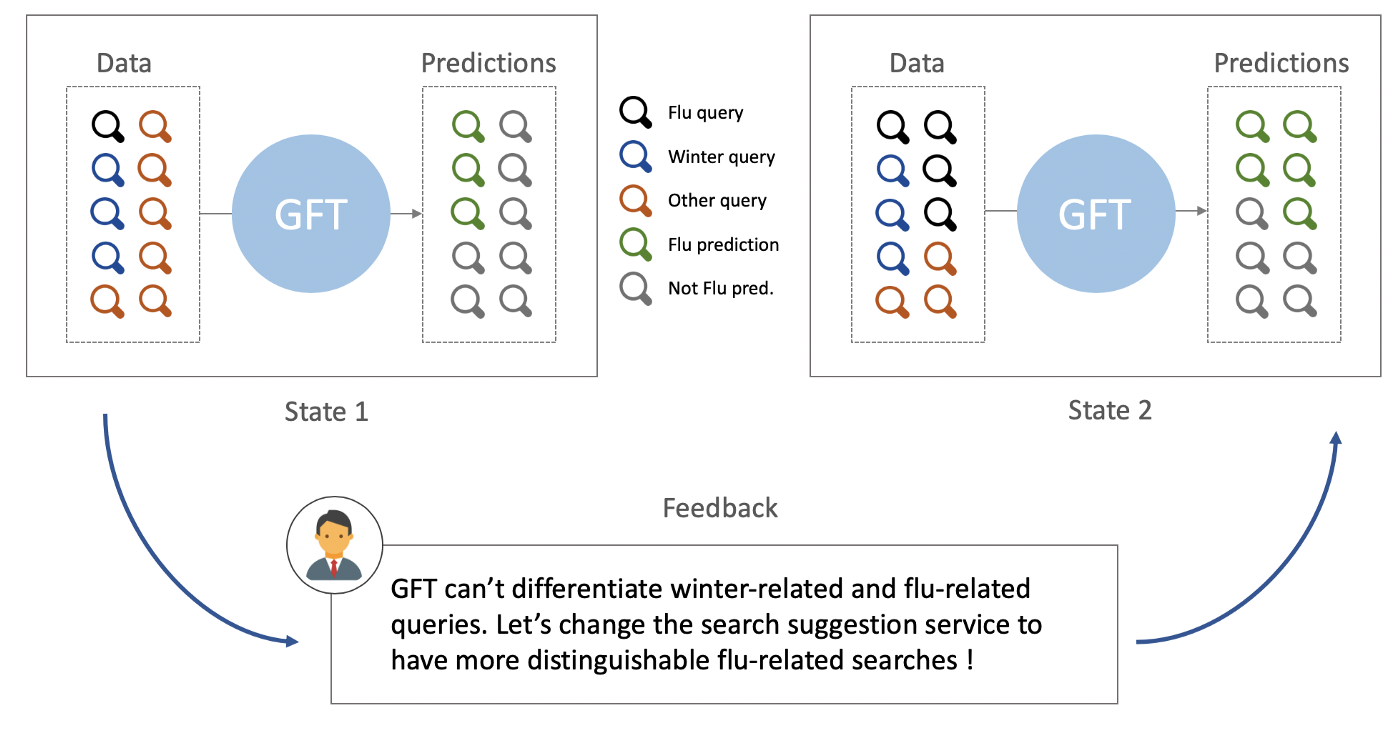 Data
Predictions
GFT
State 1
Flu query
Winter query
Other query
Flu prediction
Not Flu pred.
Data
Predictions
GFT
State 2
Feedback
GFT can’t differentiate winter-related and flu-related
queries. Let’s change the search suggestion service to
have more distinguishable flu-related searches !